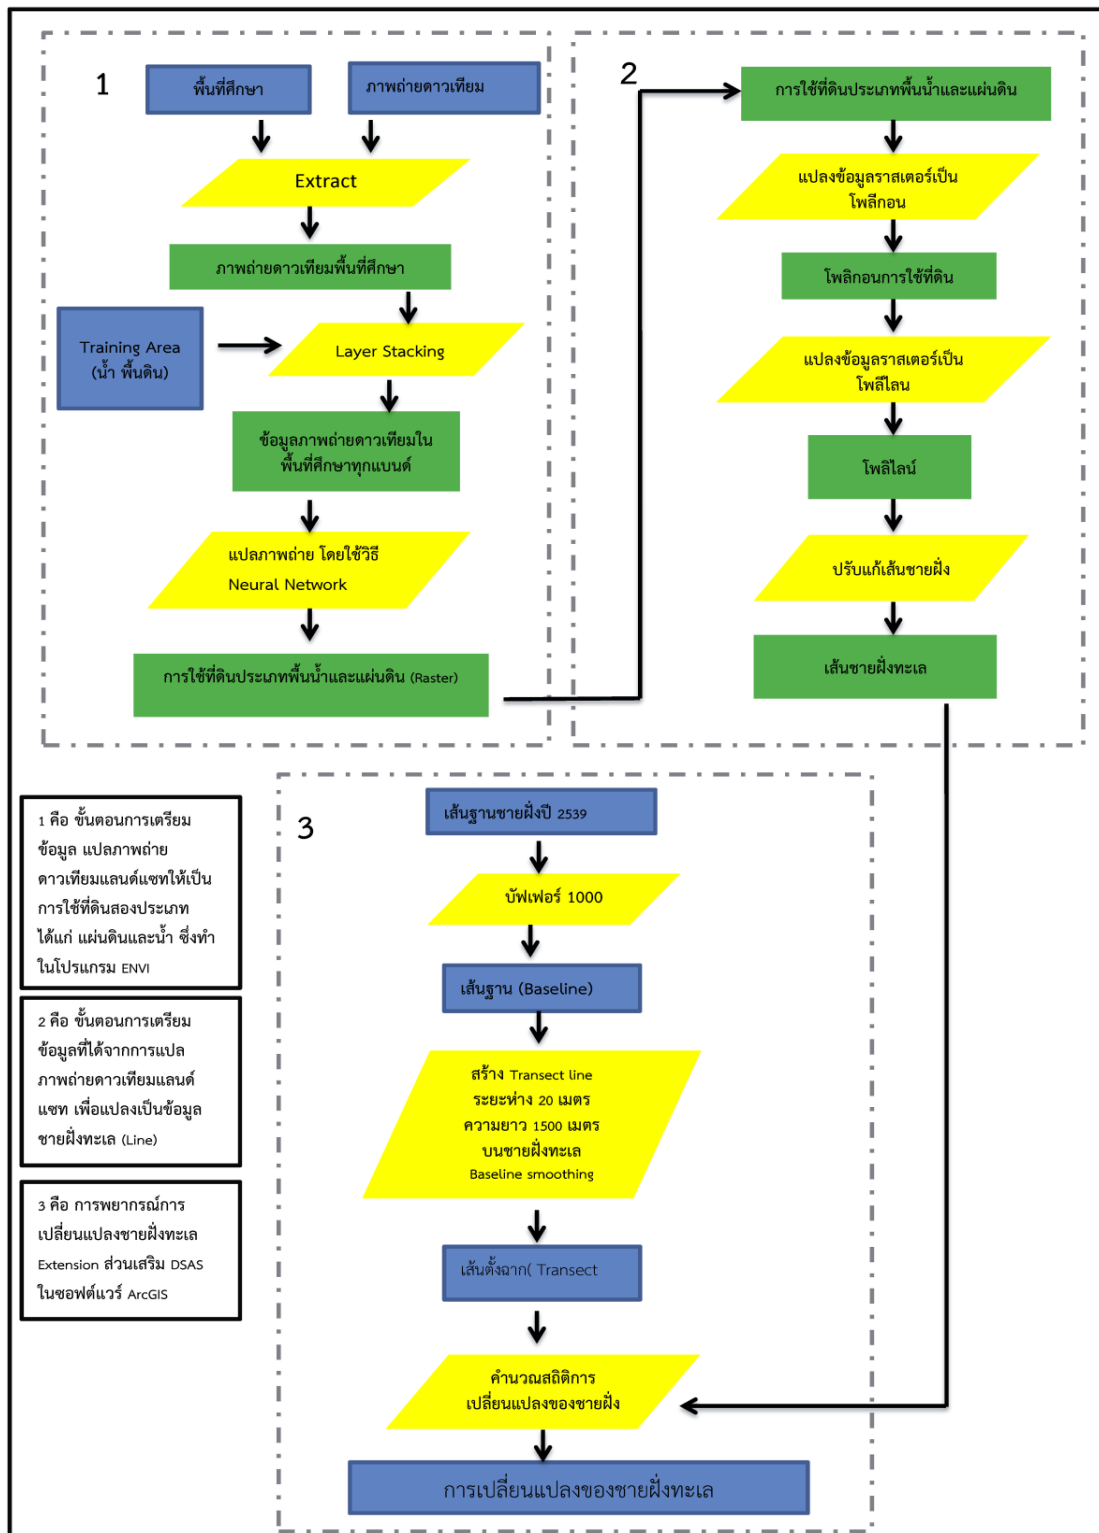 1
พื้นที่ศึกษา
ภาพถ่ายดาวเทียม
Extract
ภาพถ่ายดาวเทียมพื้นที่ศึกษา
Training Area
(น้ำ พื้นดิน)
Layer Stacking
ข้อมูลภาพถ่ายดาวเทียมใน
พื้นที่ศึกษาทุกแบนด์
แปลภาพถ่าย โดยใช้วิธี
Neural Network
การใช้ที่ดินประเภทพื้นน้ำและแผ่นดิน (Raster)
2
การใช้ที่ดินประเภทพื้นน้ำและแผ่นดิน
แปลงข้อมูลราสเตอร์เป็น
โพลีกอน
โพลิกอนการใช้ที่ดิน
แปลงข้อมูลราสเตอร์เป็น
โพลีไลน
โพลิไลน์
ปรับแก้เส้นชายฝั่ง
เส้นชายฝั่งทะเล
1 คือ ขั้นตอนการเตรียม
ข้อมูล แปลภาพถ่าย
ดาวเทียมแลนด์แซทให้เป็น
การใช้ที่ดินสองประเภท
ได้แก่ แผ่นดินและน้ำ ซึ่งทำ
ในโปรแกรม ENVI
2 คือ ขั้นตอนการเตรียม
ข้อมูลที่ได้จากการแปล
ภาพถ่ายดาวเทียมแลนด์
แซท เพื่อแปลงเป็นข้อมูล
ชายฝั่งทะเล (Line)
3 คือ การพยากรณ์การ
เปลี่ยนแปลงชายฝั่งทะเล
Extension ส่วนเสริม DSAS
ในซอฟต์แวร์ ArcGIS
3
เส้นฐานชายฝั่งปี 2539
บัฟเฟอร์ 1000
เส้นฐาน (Baseline)
สร้าง Transect line
ระยะห่าง 20 เมตร
ความยาว 1500 เมตร
บนชายฝั่งทะเล
Baseline smoothing
เส้นตั้งฉาก( Transect
คำนวณสถิติการ
เปลี่ยนแปลงของชายฝั่ง
การเปลี่ยนแปลงของชายฝั่งทะเล